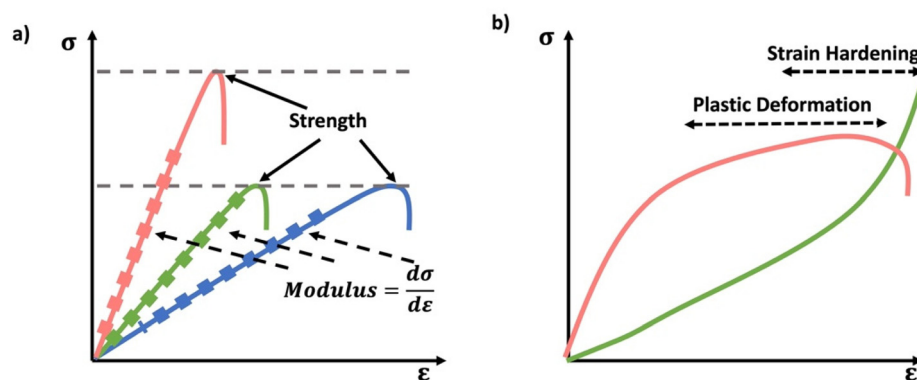 a)
σ
Strength
Modulus = dσ
dε
ε
b)
σ
Strain Hardening
Plastic Deformation
ε